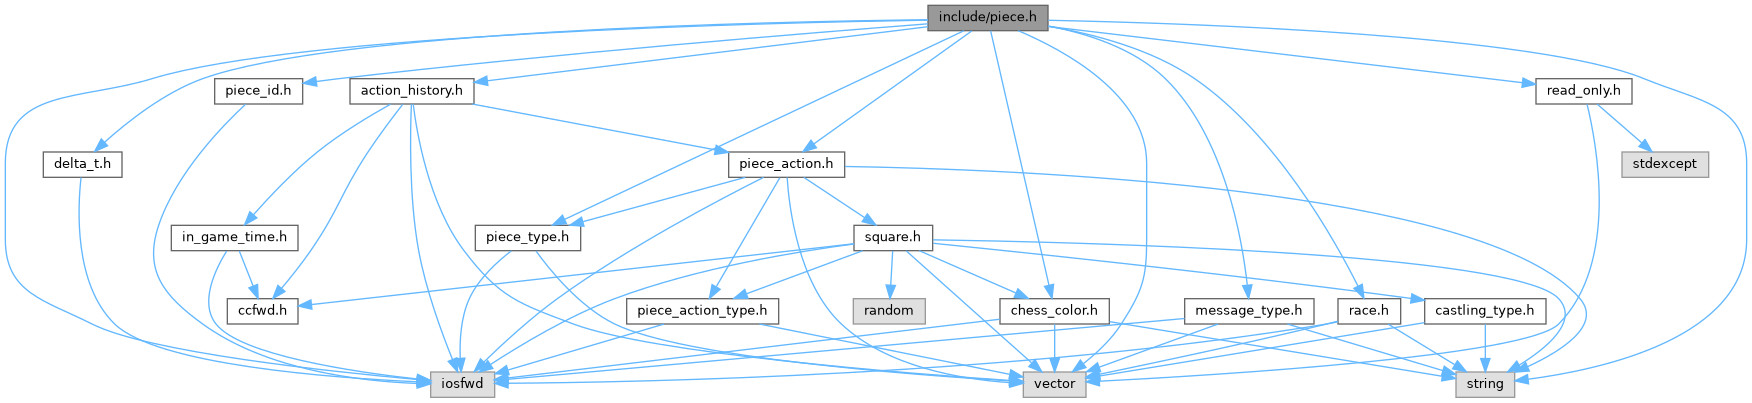 include/piece.h
piece_id.h
action_history.h
read_only.h
delta_t.h
piece_action.h
stdexcept
in_game_time.h
piece_type.h
square.h
ccfwd.h
piece_action_type.h
random
chess_color.h
message_type.h
race.h
castling_type.h
iosfwd
vector
string